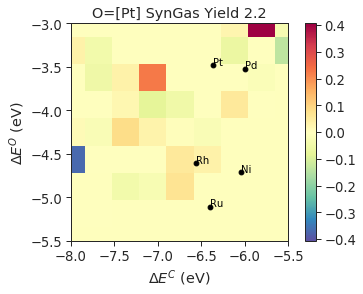 O=[Pt] SynGas Yield 2.2
−3.0
−3.5
−4.0
−4.5
−5.0
−5.5
ΔE^O (eV)
−8.0 −7.5 −7.0 −6.5 −6.0 −5.5
ΔE^C (eV)
Pt
Pd
Rh
Ni
Ru
0.4
0.3
0.2
0.1
0.0
−0.1
−0.2
−0.3
−0.4